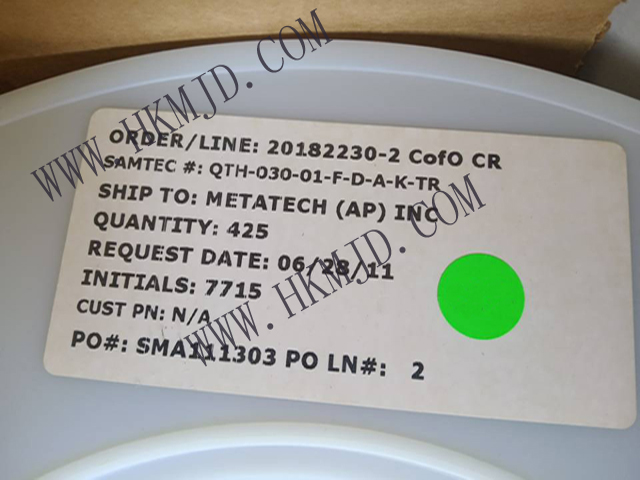 ORDER/LINE: 20182230-2 CofO CR
SAMTEC #: QTH-030-01-F-D-A-K-TR
SHIP TO: METATECH (AP) INC
QUANTITY: 425
REQUEST DATE: 06/28/11
INITIALS: 7715
CUST PN: N/A
PO#: SMA111303 PO LN#: 2
WWW.HKMJD.COM
WWW.HKMJD.COM